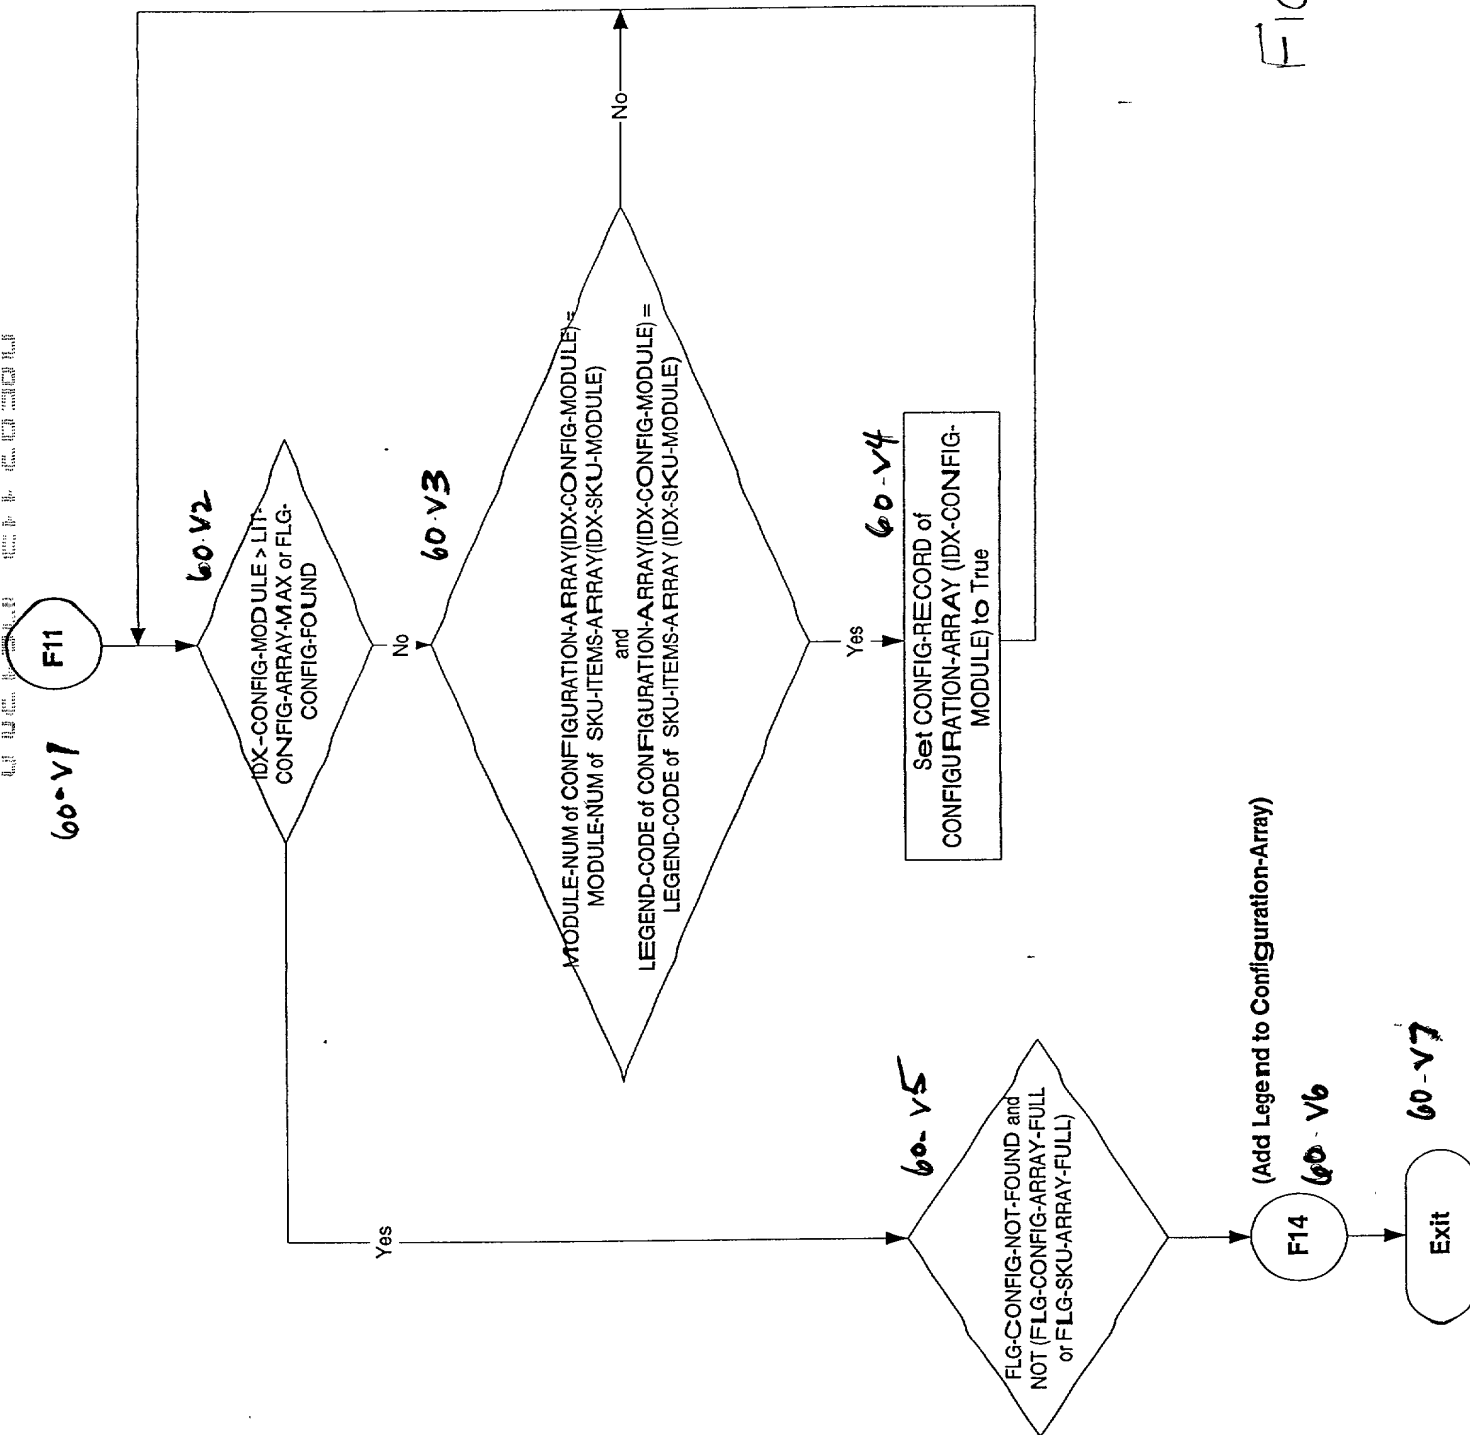 60-V1
F11
60-V2
IDX-CONFIG-MODULE > LIT-
CONFIG-ARRAY-MAX or FLG-
CONFIG-FOUND
No
60-V3
MODULE-NUM of CONFIGURATION-ARRAY(IDX-CONFIG-MODULE) =
MODULE-NUM of SKU-ITEMS-ARRAY(IDX-SKU-MODULE)
and
LEGEND-CODE of CONFIGURATION-ARRAY(IDX-CONFIG-MODULE) =
LEGEND-CODE of SKU-ITEMS-ARRAY (IDX-SKU-MODULE)
No
Yes
60-V4
Set CONFIG-RECORD of
CONFIGURATION-ARRAY (IDX-CONFIG-
MODULE) to True
Yes
60-V5
FLG-CONFIG-NOT-FOUND and
NOT (FLG-CONFIG-ARRAY-FULL
or FLG-SKU-ARRAY-FULL)
(Add Legend to Configuration-Array)
60-V6
F14
60-V7
Exit